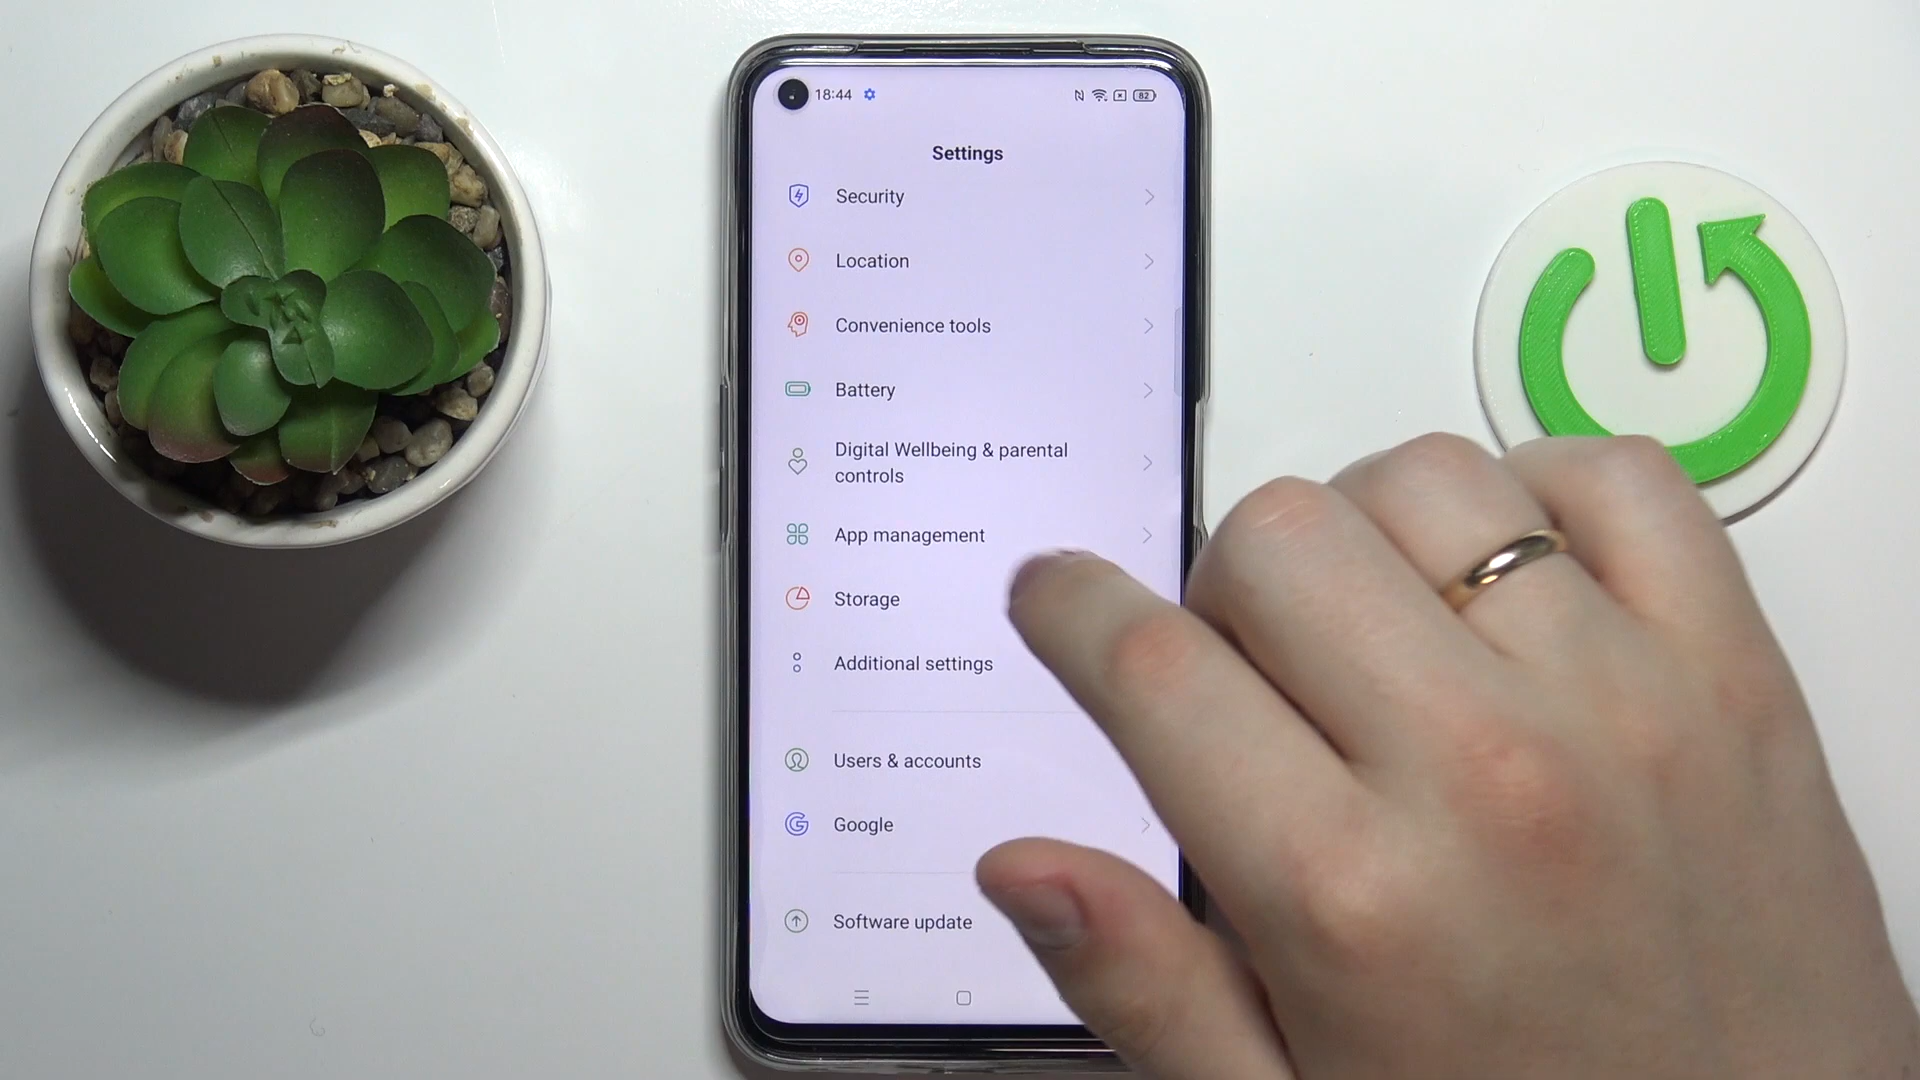 18:44
82
Settings
Security
Location
Convenience tools
Battery
Digital Wellbeing & parental
controls
App management
Storage
Additional settings
Users & accounts
Google
Software update